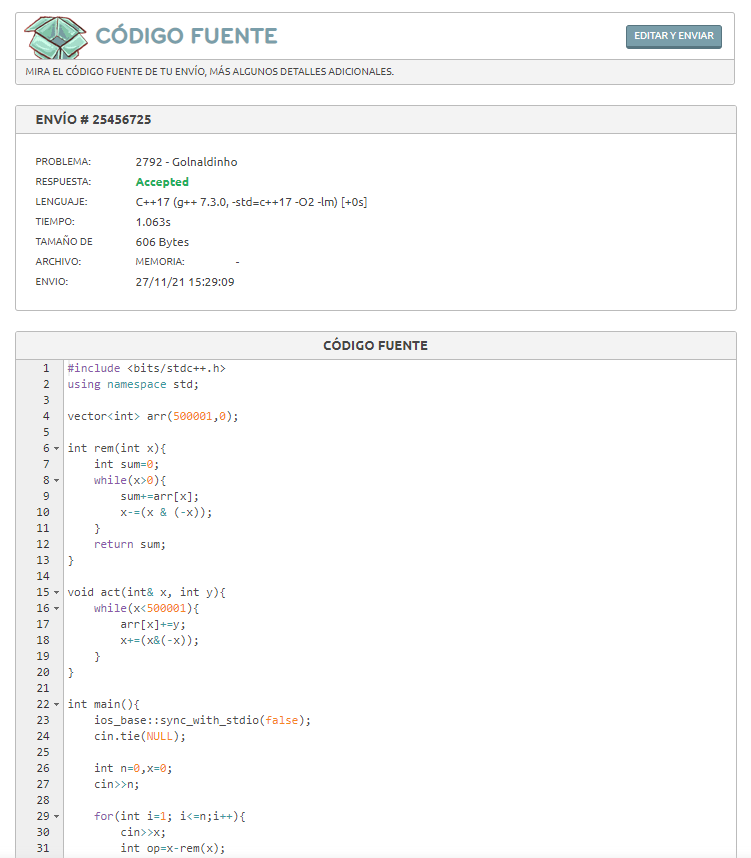 CÓDIGO FUENTE
EDITAR Y ENVIAR
MIRA EL CÓDIGO FUENTE DE TU ENVÍO, MÁS ALGUNOS DETALLES ADICIONALES.
ENVÍO # 25456725
PROBLEMA: 2792 - Golnaldinho
RESPUESTA: Accepted
LENGUAJE: C++17 (g++ 7.3.0, -std=c++17 -O2 -lm) [+0s]
TIEMPO: 1.063s
TAMAÑO DE 606 Bytes
ARCHIVO: MEMORIA: -
ENVIO: 27/11/21 15:29:09
CÓDIGO FUENTE
1 #include <bits/stdc++.h>
2 using namespace std;
3
4 vector<int> arr(500001,0);
5
6 int rem(int x){
7     int sum=0;
8     while(x>0){
9         sum+=arr[x];
10         x-=(x & (-x));
11     }
12     return sum;
13 }
14
15 void act(int& x, int y){
16     while(x<500001){
17         arr[x]+=y;
18         x+=(x&(-x));
19     }
20 }
21
22 int main(){
23     ios_base::sync_with_stdio(false);
24     cin.tie(NULL);
25
26     int n=0,x=0;
27     cin>>n;
28
29     for(int i=1; i<=n;i++){
30         cin>>x;
31         int op=x-rem(x);